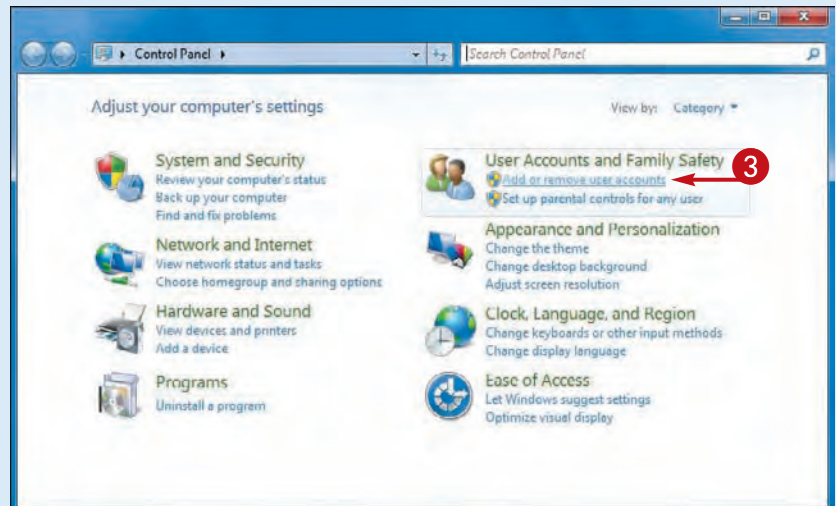 Control Panel
Search Control Panel
Adjust your computer's settings
View by: Category
System and Security
Review your computer's status
Back up your computer
Find and fix problems
Network and Internet
View network status and tasks
Choose homegroup and sharing options
Hardware and Sound
View devices and printers
Add a device
Programs
Uninstall a program
User Accounts and Family Safety
Add or remove user accounts
3
Set up parental controls for any user
Appearance and Personalization
Change the theme
Change desktop background
Adjust screen resolution
Clock, Language, and Region
Change keyboards or other input methods
Change display language
Ease of Access
Let Windows suggest settings
Optimize visual display